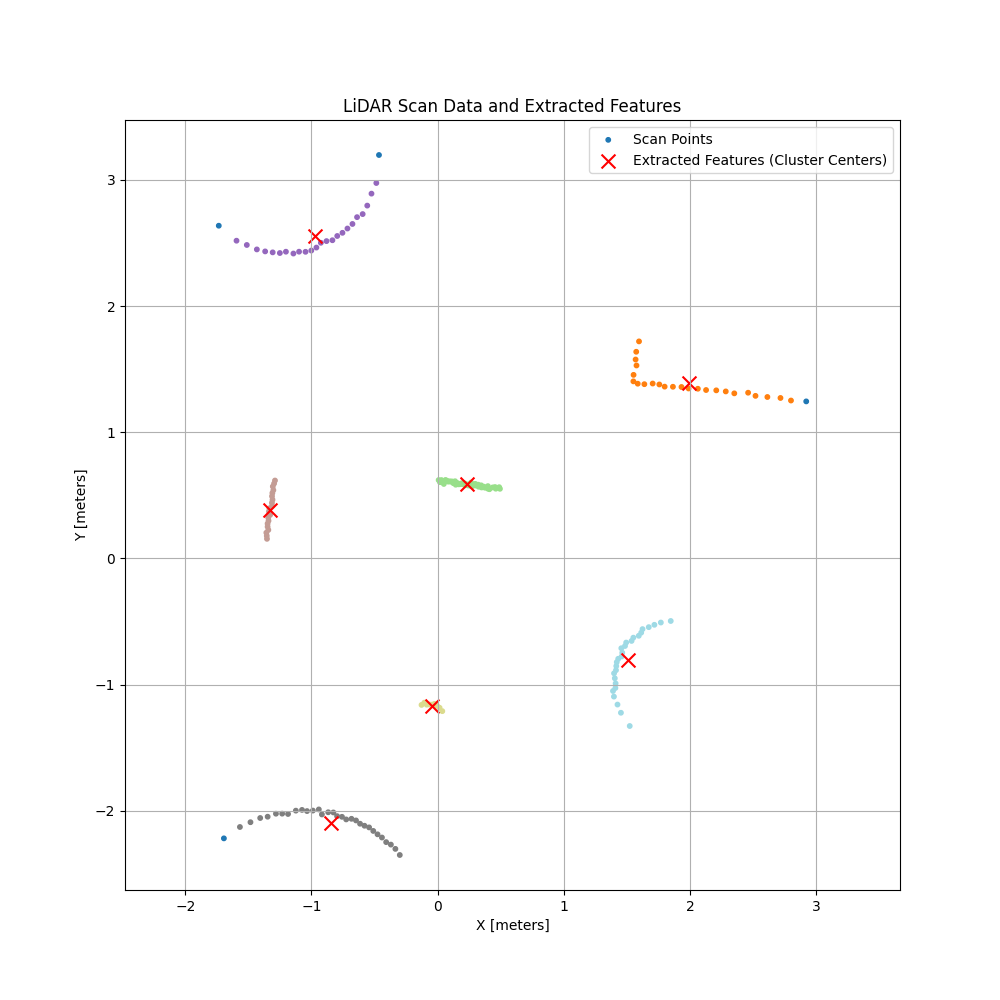 LiDAR Scan Data and Extracted Features
Scan Points
Extracted Features (Cluster Centers)
3
2
1
0
−1
−2
Y [meters]
−2 −1 0 1 2 3
X [meters]